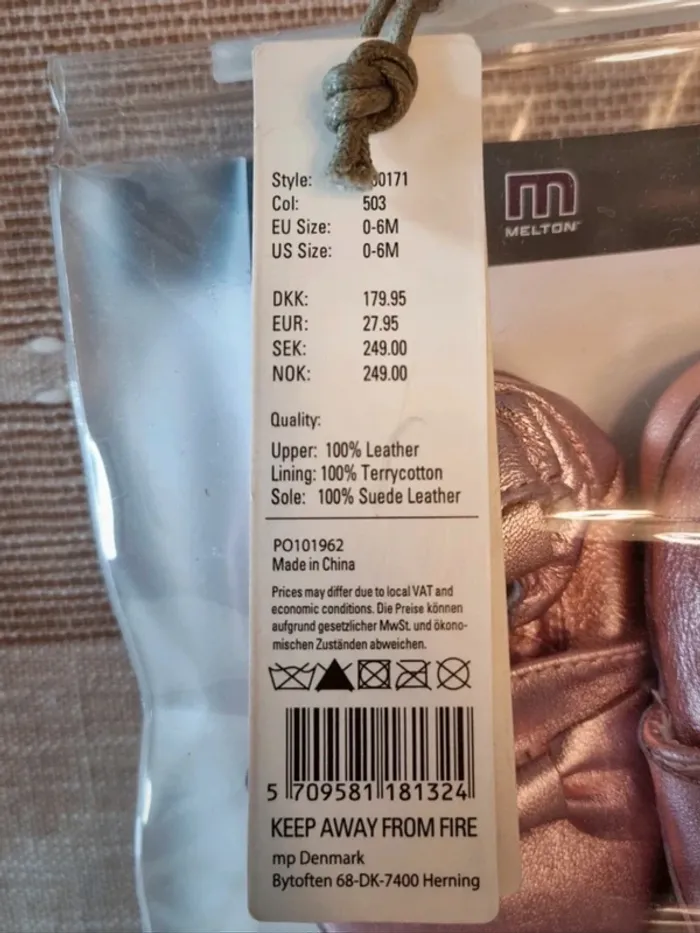 Style: 0171
Col: 503
EU Size: 0-6M
US Size: 0-6M
DKK: 179.95
EUR: 27.95
SEK: 249.00
NOK: 249.00
Quality:
Upper: 100% Leather
Lining: 100% Terrycotton
Sole: 100% Suede Leather
PO101962
Made in China
Prices may differ due to local VAT and
economic conditions. Die Preise können
aufgrund gesetzlicher MwSt. und ökono-
mischen Zuständen abweichen.
5 709581 181324
KEEP AWAY FROM FIRE
mp Denmark
Bytoften 68-DK-7400 Herning
m
MELTON